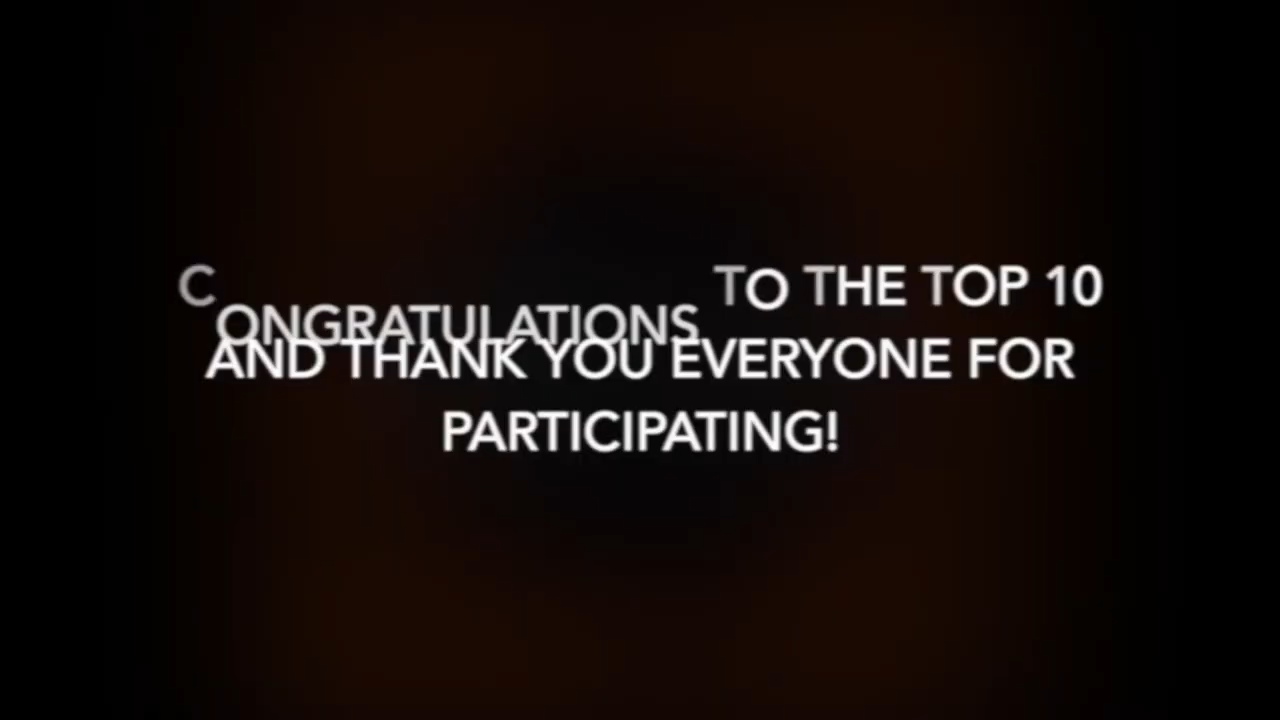 CONGRATULATIONS TO THE TOP 10
AND THANK YOU EVERYONE FOR
PARTICIPATING!